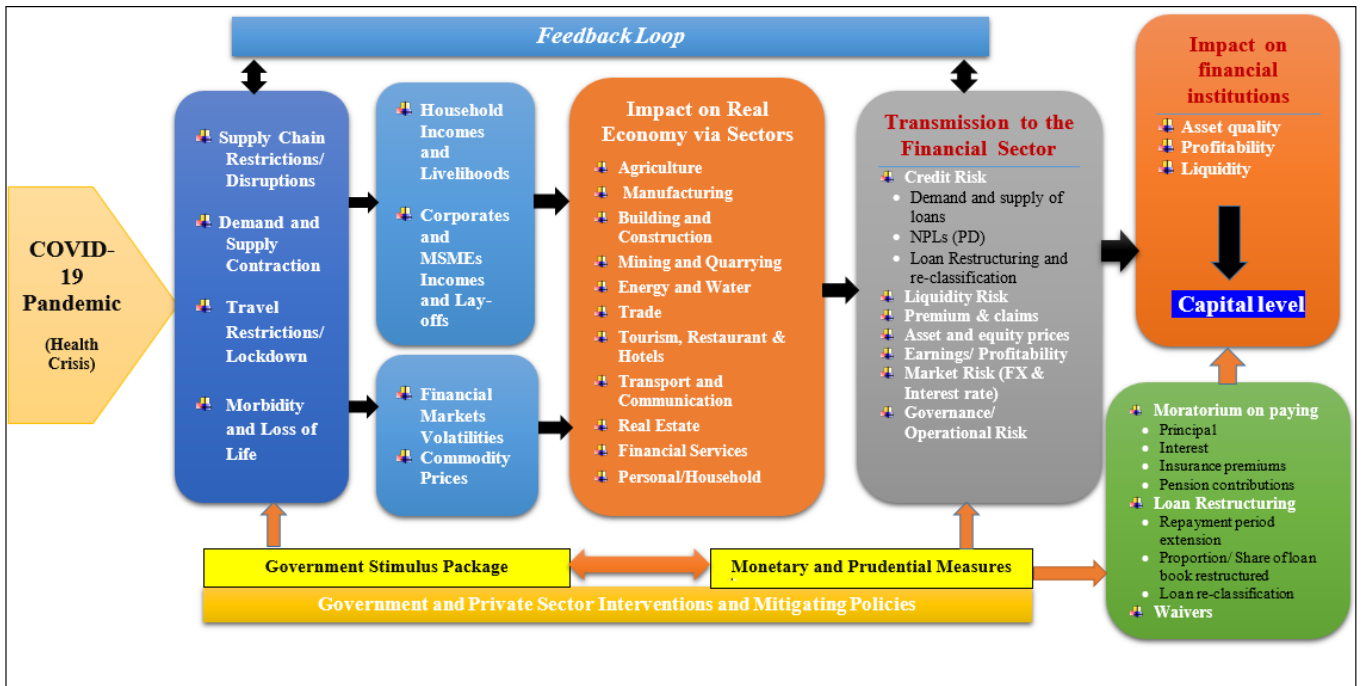 Feedback Loop
COVID-
19
Pandemic
(Health
Crisis)
Supply Chain
Restrictions/
Disruptions
Demand and
Supply
Contraction
Travel
Restrictions/
Lockdown
Morbidity
and Loss of
Life
Household
Incomes
and
Livelihoods
Corporates
and
MSMEs
Incomes
and Lay-
offs
Financial
Markets
Volatilities
Commodity
Prices
Impact on Real
Economy via Sectors
Agriculture
Manufacturing
Building and
Construction
Mining and Quarrying
Energy and Water
Trade
Tourism, Restaurant &
Hotels
Transport and
Communication
Real Estate
Financial Services
Personal/Household
Transmission to the
Financial Sector
Credit Risk
Demand and supply of
loans
NPLs (PD)
Loan Restructuring and
re-classification
Liquidity Risk
Premium & claims
Asset and equity prices
Earnings/ Profitability
Market Risk (FX &
Interest rate)
Governance/
Operational Risk
Impact on
financial
institutions
Asset quality
Profitability
Liquidity
Capital level
Moratorium on paying
Principal
Interest
Insurance premiums
Pension contributions
Loan Restructuring
Repayment period
extension
Proportion/ Share of loan
book restructured
Loan re-classification
Waivers
Government Stimulus Package
Monetary and Prudential Measures
Government and Private Sector Interventions and Mitigating Policies